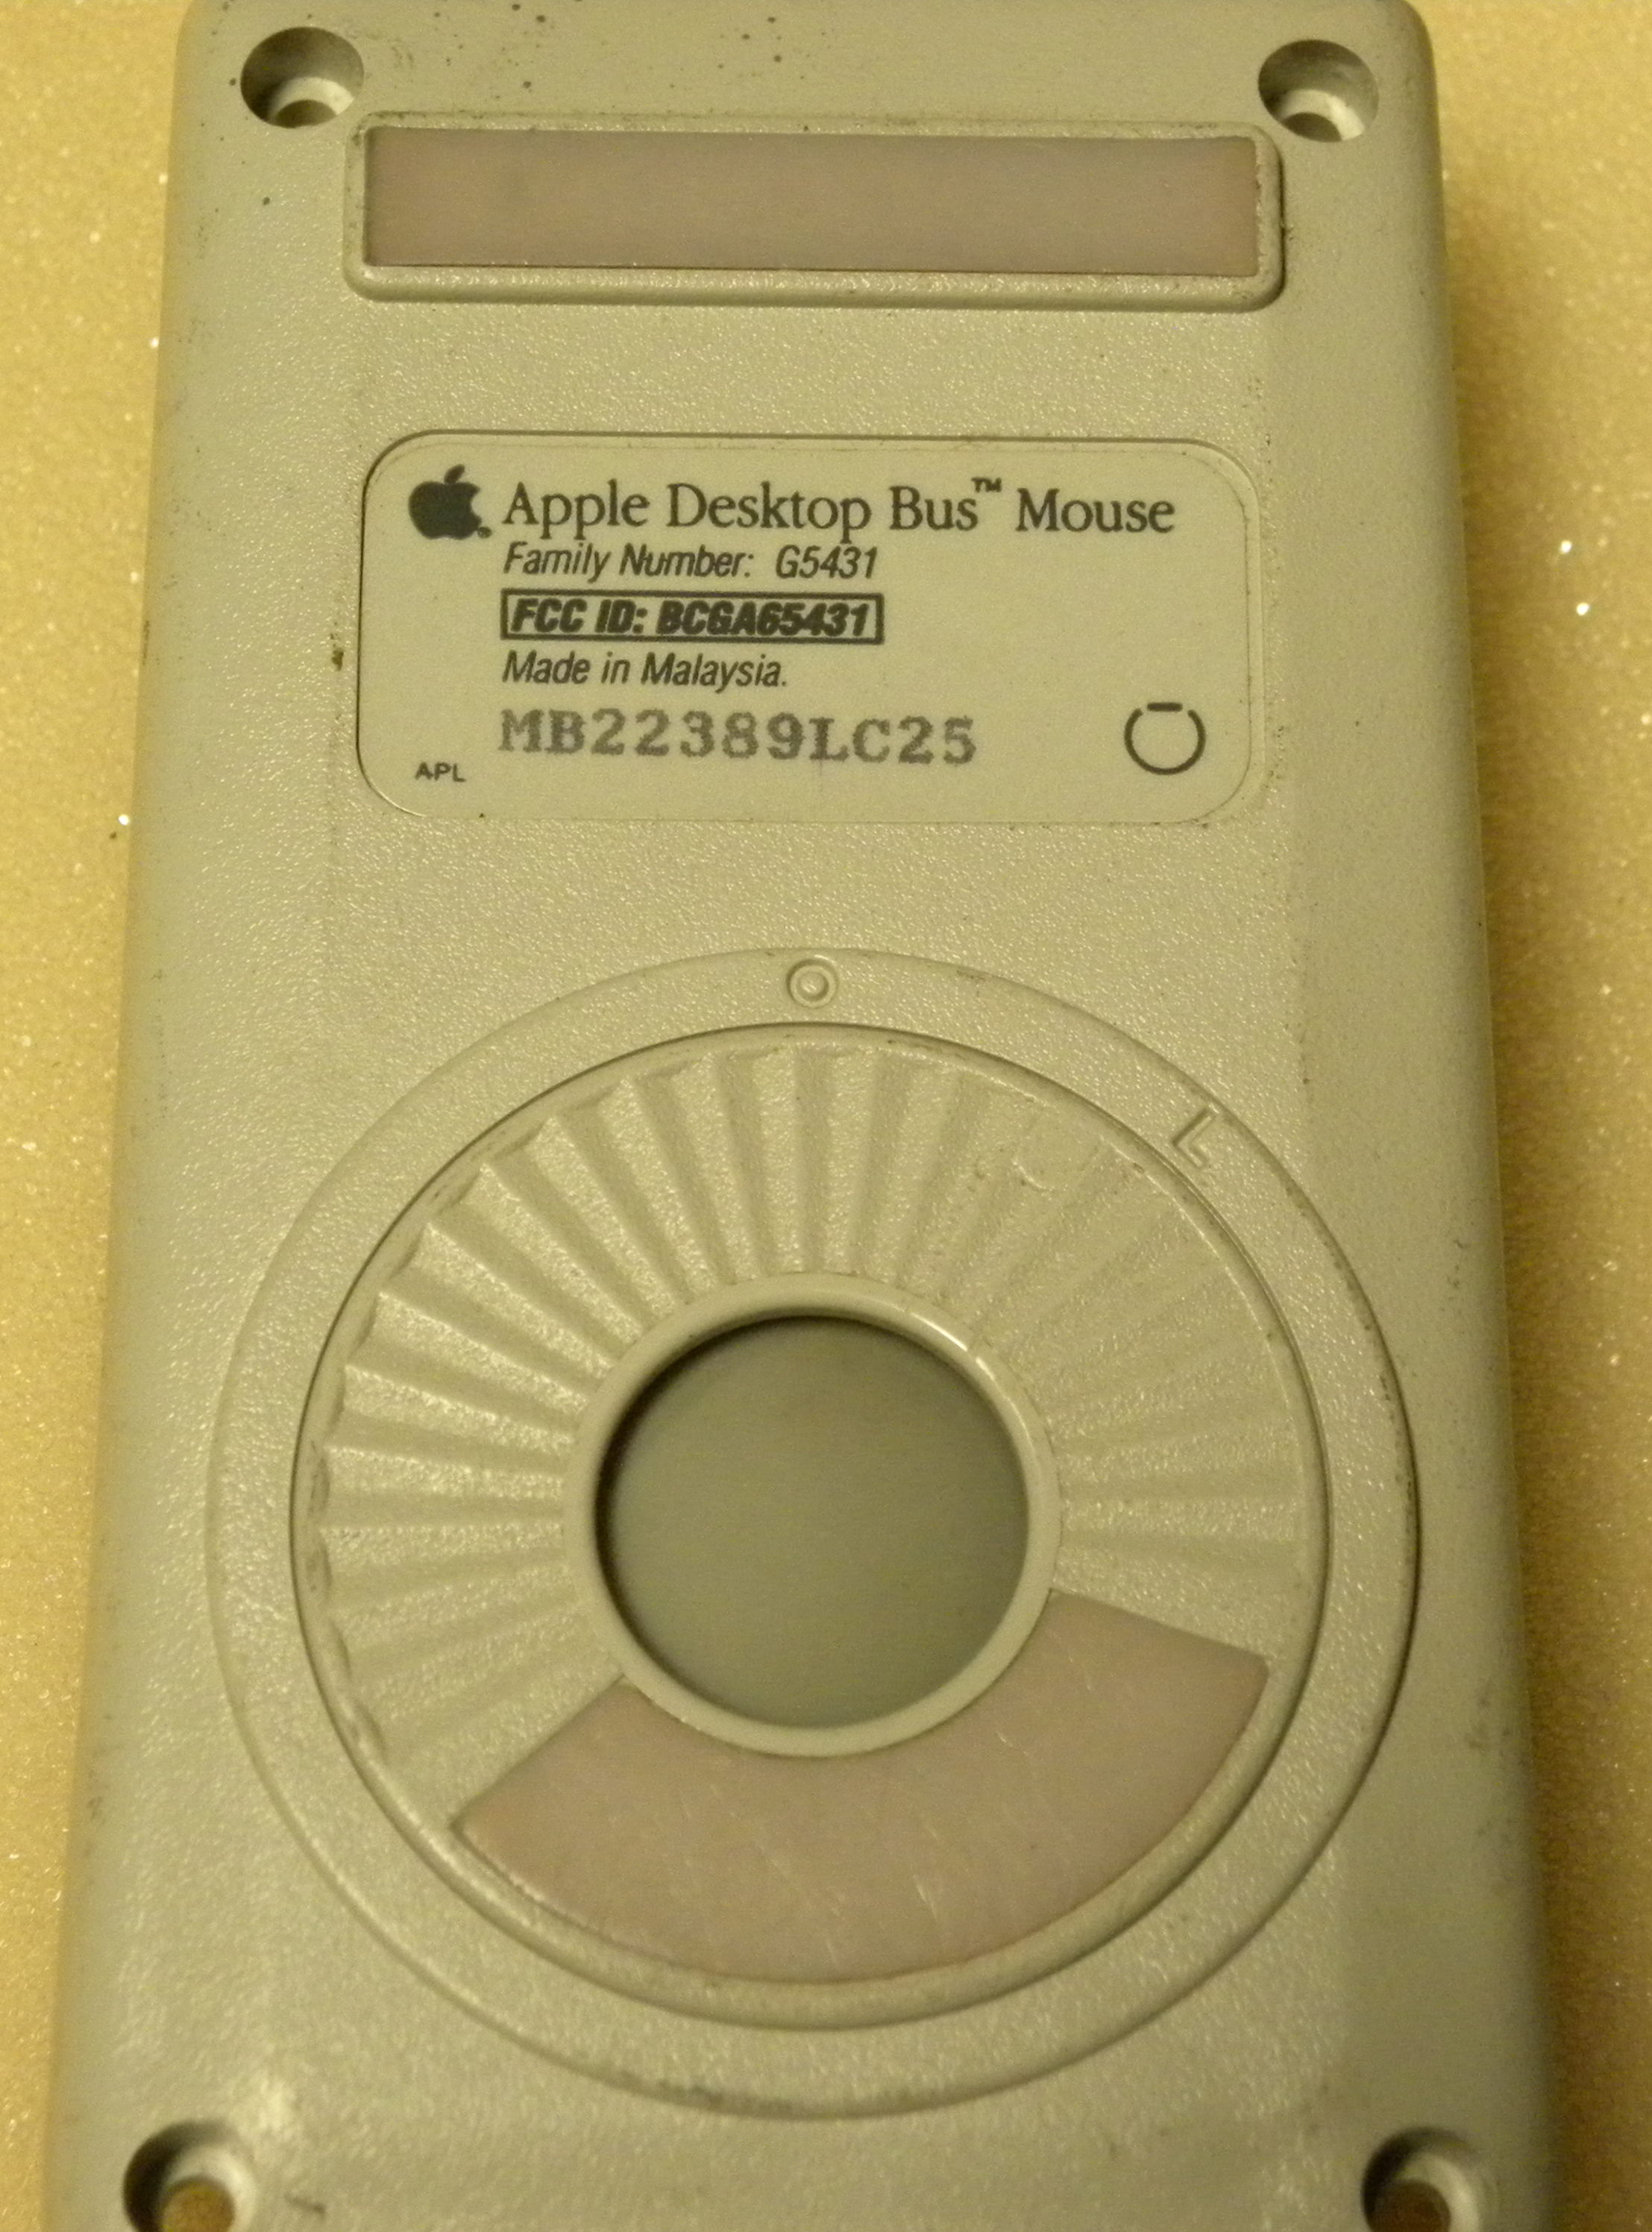 Apple Desktop Bus™ Mouse
Family Number: G5431
FCC ID: BCGA65431
Made in Malaysia.
MB22389LC25
APL
O
L